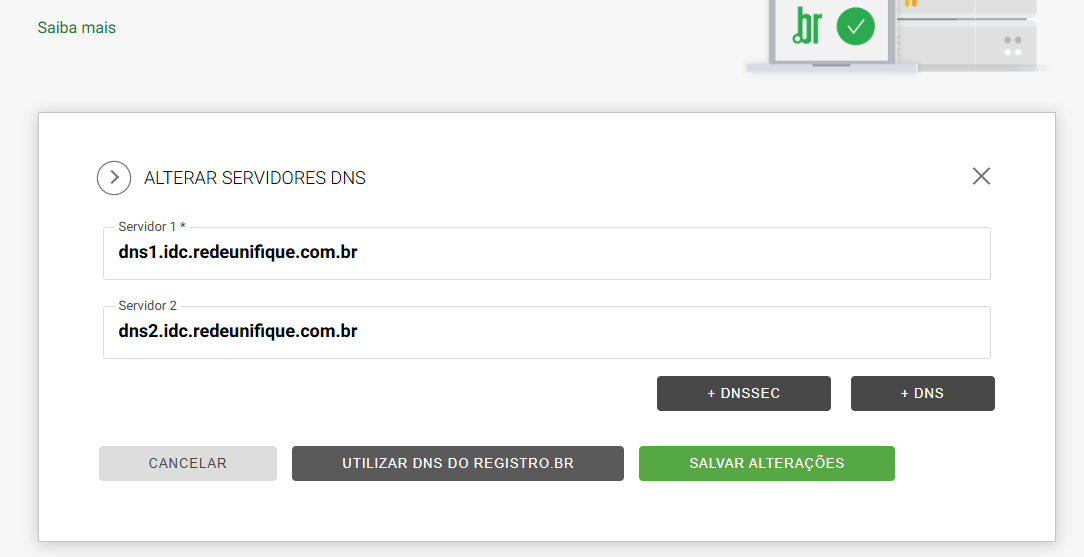 Saiba mais
.br
ALTERAR SERVIDORES DNS
Servidor 1 *
dns1.idc.redeunifique.com.br
Servidor 2
dns2.idc.redeunifique.com.br
+ DNSSEC
+ DNS
CANCELAR
UTILIZAR DNS DO REGISTRO.BR
SALVAR ALTERAÇÕES